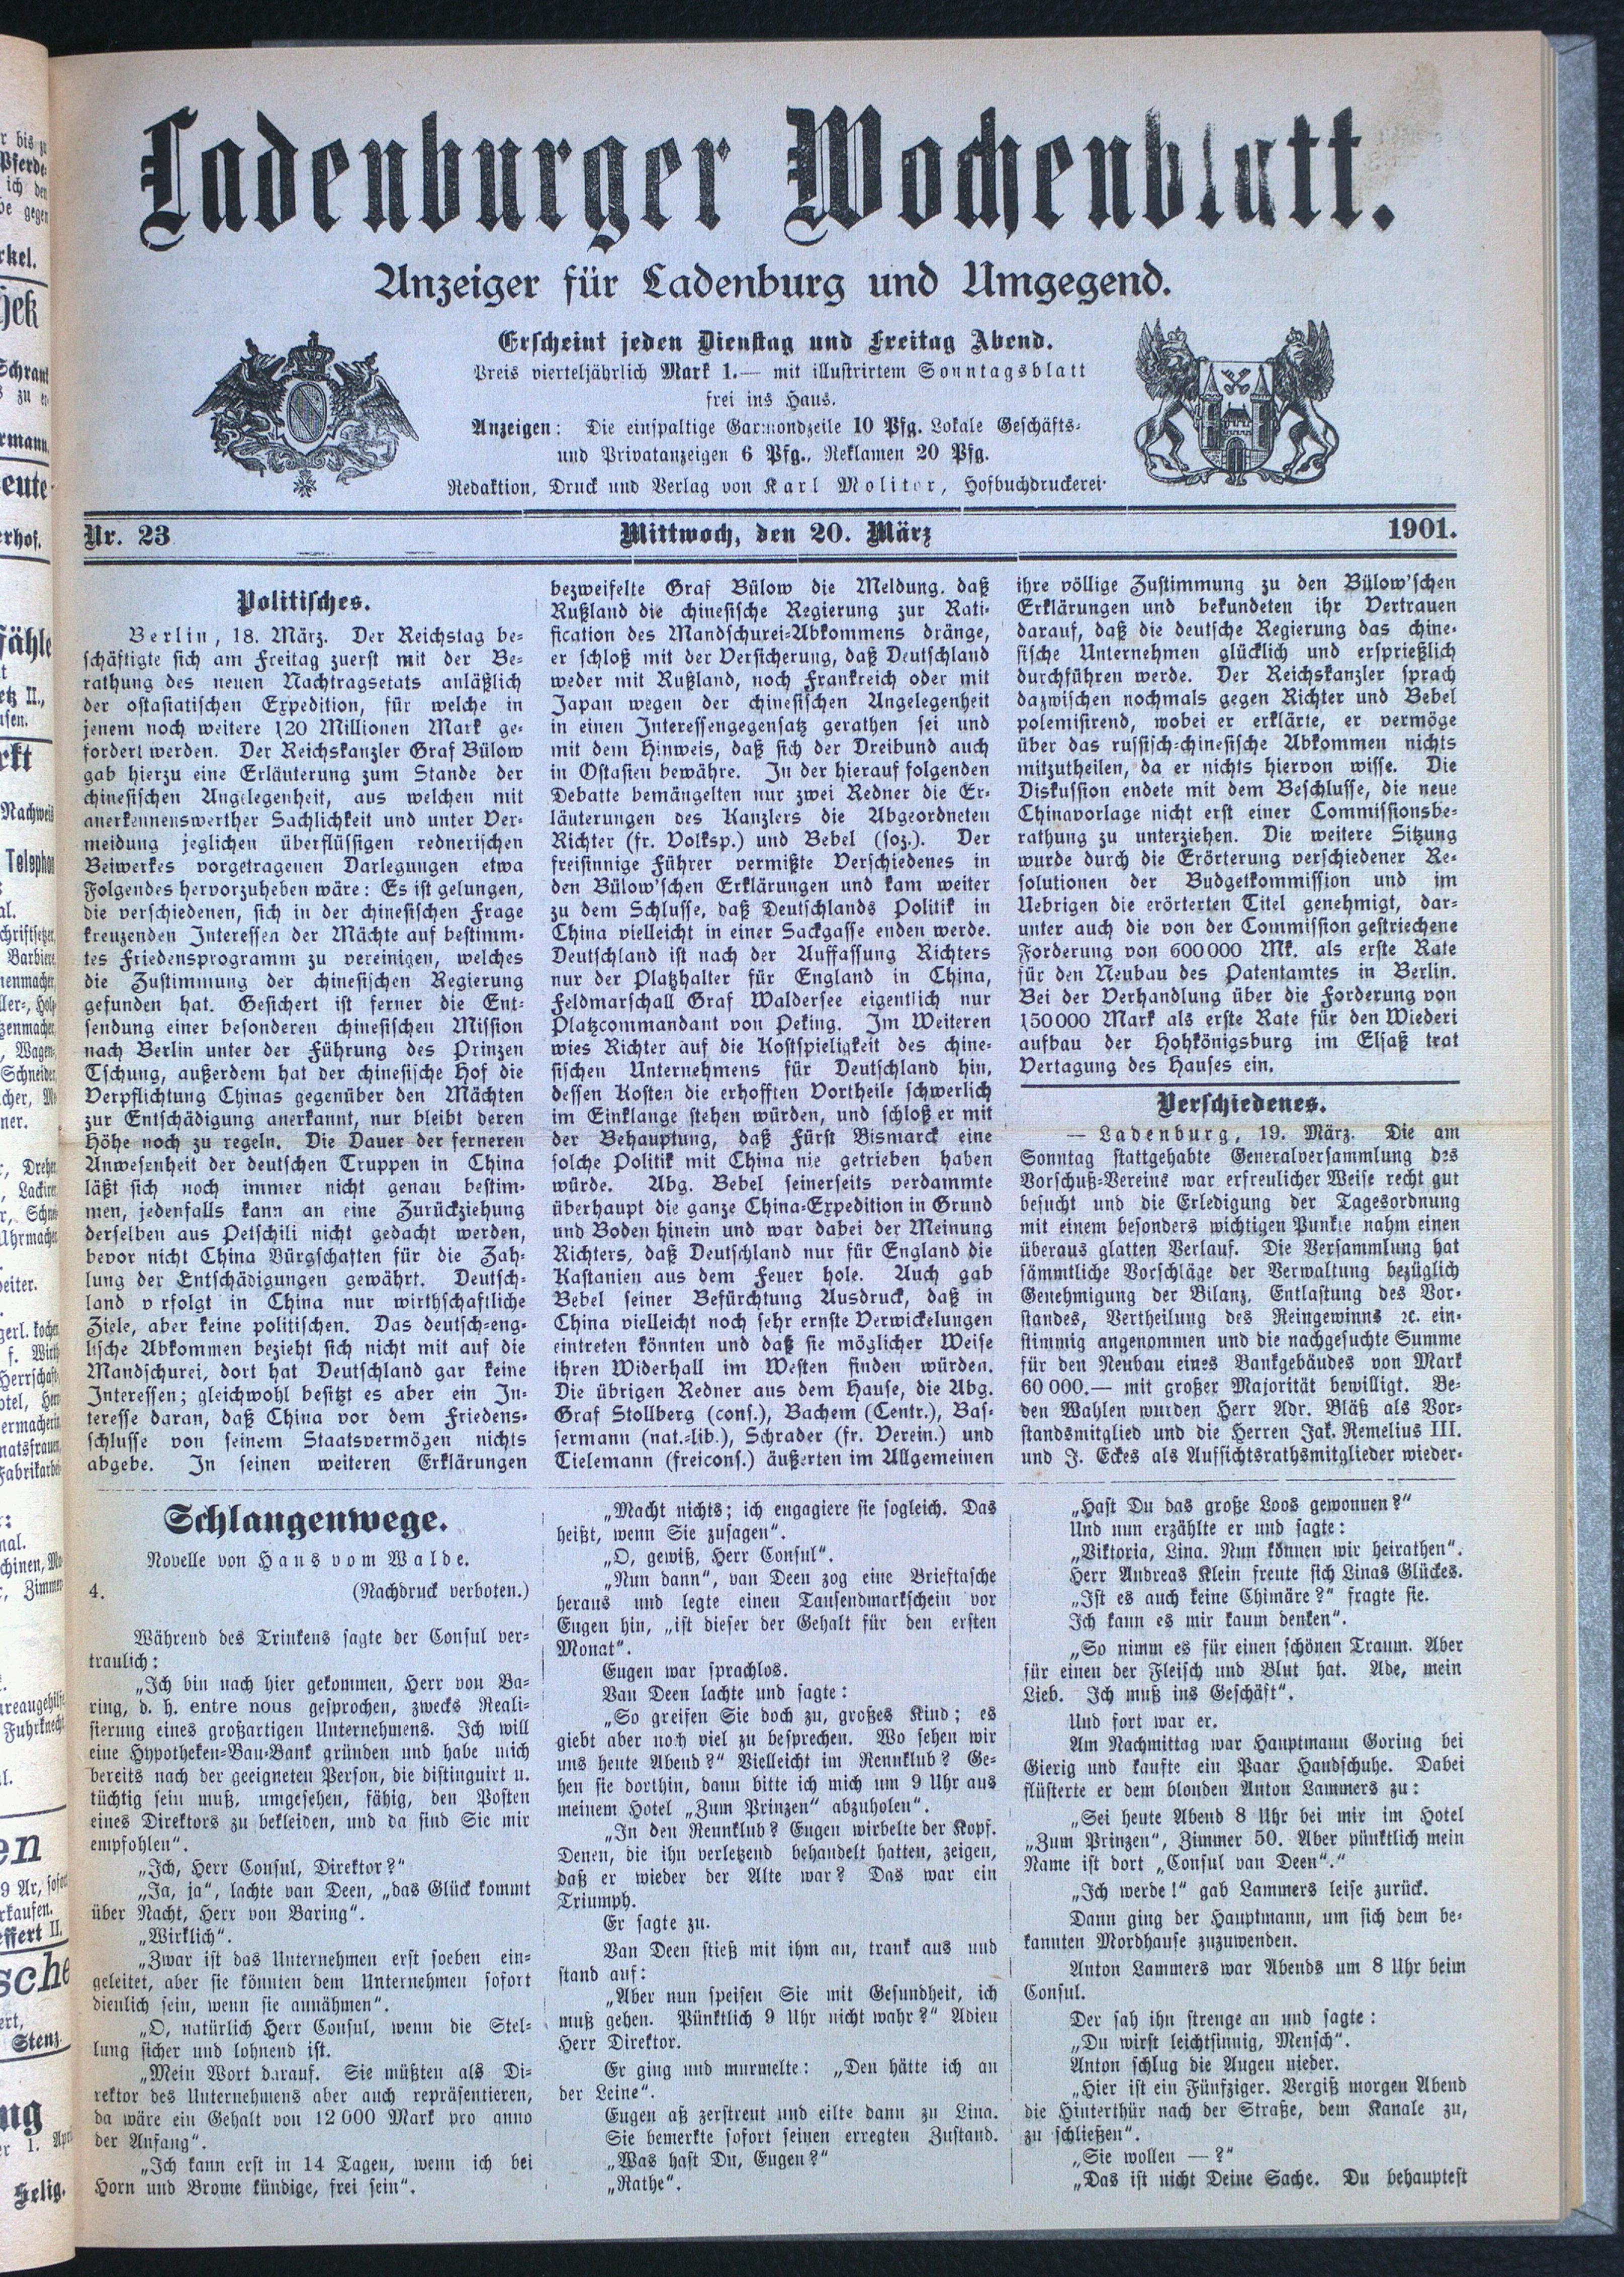 Ladenburger Wochenblatt.
Anzeiger für Ladenburg und Umgegend.
Erscheint jeden Dienstag und Freitag Abend.
Preis vierteljährlich Mark 1.— mit illustrirtem Sonntagsblatt
frei ins Haus.
Anzeigen: Die einspaltige Garmondzeile 10 Pfg. Lokale Geschäfts-
und Privatanzeigen 6 Pfg., Reklamen 20 Pfg.
Redaktion, Druck und Verlag von Karl Molitor, Hofbuchdruckerei
Nr. 23
Mittwoch, den 20. März
1901.
Politisches.
Berlin, 18. März. Der Reichstag be-
schäftigte sich am Freitag zuerst mit der Be-
rathung des neuen Nachtragsetats anläßlich
der ostasiatischen Expedition, für welche in
jenem noch weitere 120 Millionen Mark ge-
fordert werden. Der Reichskanzler Graf Bülow
gab hierzu eine Erläuterung zum Stande der
chinesischen Angelegenheit, aus welchen mit
anerkennenswerther Sachlichkeit und unter Ver-
meidung jeglichen überflüssigen rednerischen
Beiwerkes vorgetragenen Darlegungen etwa
Folgendes hervorzuheben wäre: Es ist gelungen,
die verschiedenen, sich in der chinesischen Frage
kreuzenden Interessen der Mächte auf bestimm-
tes Friedensprogramm zu vereinigen, welches
die Zustimmung der chinesischen Regierung
gefunden hat. Gesichert ist ferner die Ent-
sendung einer besonderen chinesischen Mission
nach Berlin unter der Führung des Prinzen
Tschung, außerdem hat der chinesische Hof die
Verpflichtung Chinas gegenüber den Mächten
zur Entschädigung anerkannt, nur bleibt deren
Höhe noch zu regeln. Die Dauer der ferneren
Anwesenheit der deutschen Truppen in China
läßt sich noch immer nicht genau bestim-
men, jedenfalls kann an eine Zurückziehung
derselben aus Petschili nicht gedacht werden,
bevor nicht China Bürgschaften für die Zah-
lung der Entschädigungen gewährt. Deutsch-
land v rfolgt in China nur wirthschaftliche
Ziele, aber keine politischen. Das deutsch-eng-
lische Abkommen bezieht sich nicht mit auf die
Mandschurei, dort hat Deutschland gar keine
Interessen; gleichwohl besitzt es aber ein In-
teresse daran, daß China vor dem Friedens-
schlusse von seinem Staatsvermögen nichts
abgebe. In seinen weiteren Erklärungen
bezweifelte Graf Bülow die Meldung. daß
Rußland die chinesische Regierung zur Rati-
fication des Mandschurei-Abkommens dränge,
er schloß mit der Versicherung, daß Deutschland
weder mit Rußland, noch Frankreich oder mit
Japan wegen der chinesischen Angelegenheit
in einen Interessengegensatz gerathen sei und
mit dem Hinweis, daß sich der Dreibund auch
in Ostasien bewähre. In der hierauf folgenden
Debatte bemängelten nur zwei Redner die Er-
läuterungen des Kanzlers die Abgeordneten
Richter (fr. Volksp.) und Bebel (soz.). Der
freisinnige Führer vermißte Verschiedenes in
den Bülow'schen Erklärungen und kam weiter
zu dem Schlusse, daß Deutschlands Politik in
China vielleicht in einer Sackgasse enden werde.
Deutschland ist nach der Auffassung Richters
nur der Platzhalter für England in China,
Feldmarschall Graf Waldersee eigentlich nur
Platzcommandant von Peking. Im Weiteren
wies Richter auf die Kostspieligkeit des chine-
sischen Unternehmens für Deutschland hin,
dessen Kosten die erhofften Vortheile schwerlich
im Einklange stehen würden, und schloß er mit
der Behauptung, daß Fürst Bismarck eine
solche Politik mit China nie getrieben haben
würde. Abg. Bebel seinerseits verdammte
überhaupt die ganze China-Expedition in Grund
und Boden hinein und war dabei der Meinung
Richters, daß Deutschland nur für England die
Kastanien aus dem Feuer hole. Auch gab
Bebel seiner Befürchtung Ausdruck, daß in
China vielleicht noch sehr ernste Verwickelungen
eintreten könnten und daß sie möglicher Weise
ihren Widerhall im Westen finden würden.
Die übrigen Redner aus dem Hause, die Abg.
Graf Stollberg (cons.), Bachem (Centr.), Bas-
sermann (nat.-lib.), Schrader (fr. Verein.) und
Tielemann (freicons.) äußerten im Allgemeinen
ihre völlige Zustimmung zu den Bülow'schen
Erklärungen und bekundeten ihr Vertrauen
darauf, daß die deutsche Regierung das chine-
sische Unternehmen glücklich und ersprießlich
durchführen werde. Der Reichskanzler sprach
dazwischen nochmals gegen Richter und Bebel
polemisirend, wobei er erklärte, er vermöge
über das russisch-chinesische Abkommen nichts
mitzutheilen, da er nichts hiervon wisse. Die
Diskussion endete mit dem Beschlusse, die neue
Chinavorlage nicht erst einer Commissionsbe-
rathung zu unterziehen. Die weitere Sitzung
wurde durch die Erörterung verschiedener Re-
solutionen der Budgetkommission und im
Uebrigen die erörterten Titel genehmigt, dar-
unter auch die von der Commission gestriechene
Forderung von 600000 Mk. als erste Rate
für den Neubau des Patentamtes in Berlin.
Bei der Verhandlung über die Forderung von
150000 Mark als erste Rate für den Wiederi
aufbau der Hohkönigsburg im Elsaß trat
Vertagung des Hauses ein.
Verschiedenes.
— Ladenburg, 19. März. Die am
Sonntag stattgehabte Generalversammlung des
Vorschuß-Vereins war erfreulicher Weise recht gut
besucht und die Erledigung der Tagesordnung
mit einem besonders wichtigen Punkte nahm einen
überaus glatten Verlauf. Die Versammlung hat
sämmtliche Vorschläge der Verwaltung bezüglich
Genehmigung der Bilanz, Entlastung des Vor-
standes, Vertheilung des Reingewinns ꝛc. ein-
stimmig angenommen und die nachgesuchte Summe
für den Neubau eines Bankgebäudes von Mark
60 000.— mit großer Majorität bewilligt. Be-
den Wahlen wurden Herr Adr. Bläß als Vor-
standsmitglied und die Herren Jak. Remelius III.
und J. Eckes als Aufsichtsrathsmitglieder wieder-
Schlangenwege.
Novelle von Hans vom Walde.
4.
(Nachdruck verboten.)
Während des Trinkens sagte der Consul ver-
traulich:
„Ich bin nach hier gekommen, Herr von Ba-
ring, d. h. entre nous gesprochen, zwecks Reali-
sierung eines großartigen Unternehmens. Ich will
eine Hypotheken-Bau-Bank gründen und habe mich
bereits nach der geeigneten Person, die distinguirt u.
tüchtig sein muß, umgesehen, fähig, den Posten
eines Direktors zu bekleiden, und da sind Sie mir
empfohlen“.
„Ich, Herr Consul, Direktor?“
„Ja, ja“, lachte van Deen, „das Glück kommt
über Nacht, Herr von Baring“.
„Wirklich“.
„Zwar ist das Unternehmen erst soeben ein-
geleitet, aber sie könnten dem Unternehmen sofort
dienlich sein, wenn sie annähmen“.
„O, natürlich Herr Consul, wenn die Stel-
lung sicher und lohnend ist.
„Mein Wort darauf. Sie müßten als Di-
rektor des Unternehmens aber auch repräsentieren,
da wäre ein Gehalt von 12 000 Mark pro anno
der Anfang“.
„Ich kann erst in 14 Tagen, wenn ich bei
Horn und Brome kündige, frei sein“.
„Macht nichts; ich engagiere sie sogleich. Das
heißt, wenn Sie zusagen“.
„O, gewiß, Herr Consul“.
„Nun dann“, van Deen zog eine Brieftasche
heraus und legte einen Tausendmarkschein vor
Eugen hin, „ist dieser der Gehalt für den ersten
Monat“.
Eugen war sprachlos.
Van Deen lachte und sagte:
„So greifen Sie doch zu, großes Kind; es
giebt aber noch viel zu besprechen. Wo sehen wir
uns heute Abend?“ Vielleicht im Rennklub? Ge-
hen sie dorthin, dann bitte ich mich um 9 Uhr aus
meinem Hotel „Zum Prinzen“ abzuholen“.
„In den Rennklub? Eugen wirbelte der Kopf.
Denen, die ihn verletzend behandelt hatten, zeigen,
daß er wieder der Alte war? Das war ein
Triumph.
Er sagte zu.
Van Deen stieß mit ihm an, trank aus und
stand auf:
„Aber nun speisen Sie mit Gesundheit, ich
muß gehen. Pünktlich 9 Uhr nicht wahr?“ Adieu
Herr Direktor.
Er ging und murmelte: „Den hätte ich an
der Leine“.
Eugen aß zerstreut und eilte dann zu Lina.
Sie bemerkte sofort seinen erregten Zustand.
„Was hast Du, Eugen?“
„Rathe“.
„Hast Du das große Loos gewonnen?“
Und nun erzählte er und sagte:
„Viktoria, Lina. Nun können wir heirathen“.
Herr Andreas Klein freute sich Linas Glückes.
„Ist es auch keine Chimäre?“ fragte sie.
Ich kann es mir kaum denken“.
„So nimm es für einen schönen Traum. Aber
für einen der Fleisch und Blut hat. Ade, mein
Lieb. Ich muß ins Geschäft“.
Und fort war er.
Am Nachmittag war Hauptmann Goring bei
Gierig und kaufte ein Paar Handschuhe. Dabei
flüsterte er dem blonden Anton Lammers zu:
„Sei heute Abend 8 Uhr bei mir im Hotel
„Zum Prinzen“, Zimmer 50. Aber pünktlich mein
Name ist dort „Consul van Deen“.“
„Ich werde!“ gab Lammers leise zurück.
Dann ging der Hauptmann, um sich dem be-
kannten Mordhause zuzuwenden.
Anton Lammers war Abends um 8 Uhr beim
Consul.
Der sah ihn strenge an und sagte:
„Du wirst leichtsinnig, Mensch“.
Anton schlug die Augen nieder.
„Hier ist ein Fünfziger. Vergiß morgen Abend
die Hinterthür nach der Straße, dem Kanale zu,
zu schließen“.
„Sie wollen —?“
„Das ist nicht Deine Sache. Du behauptest